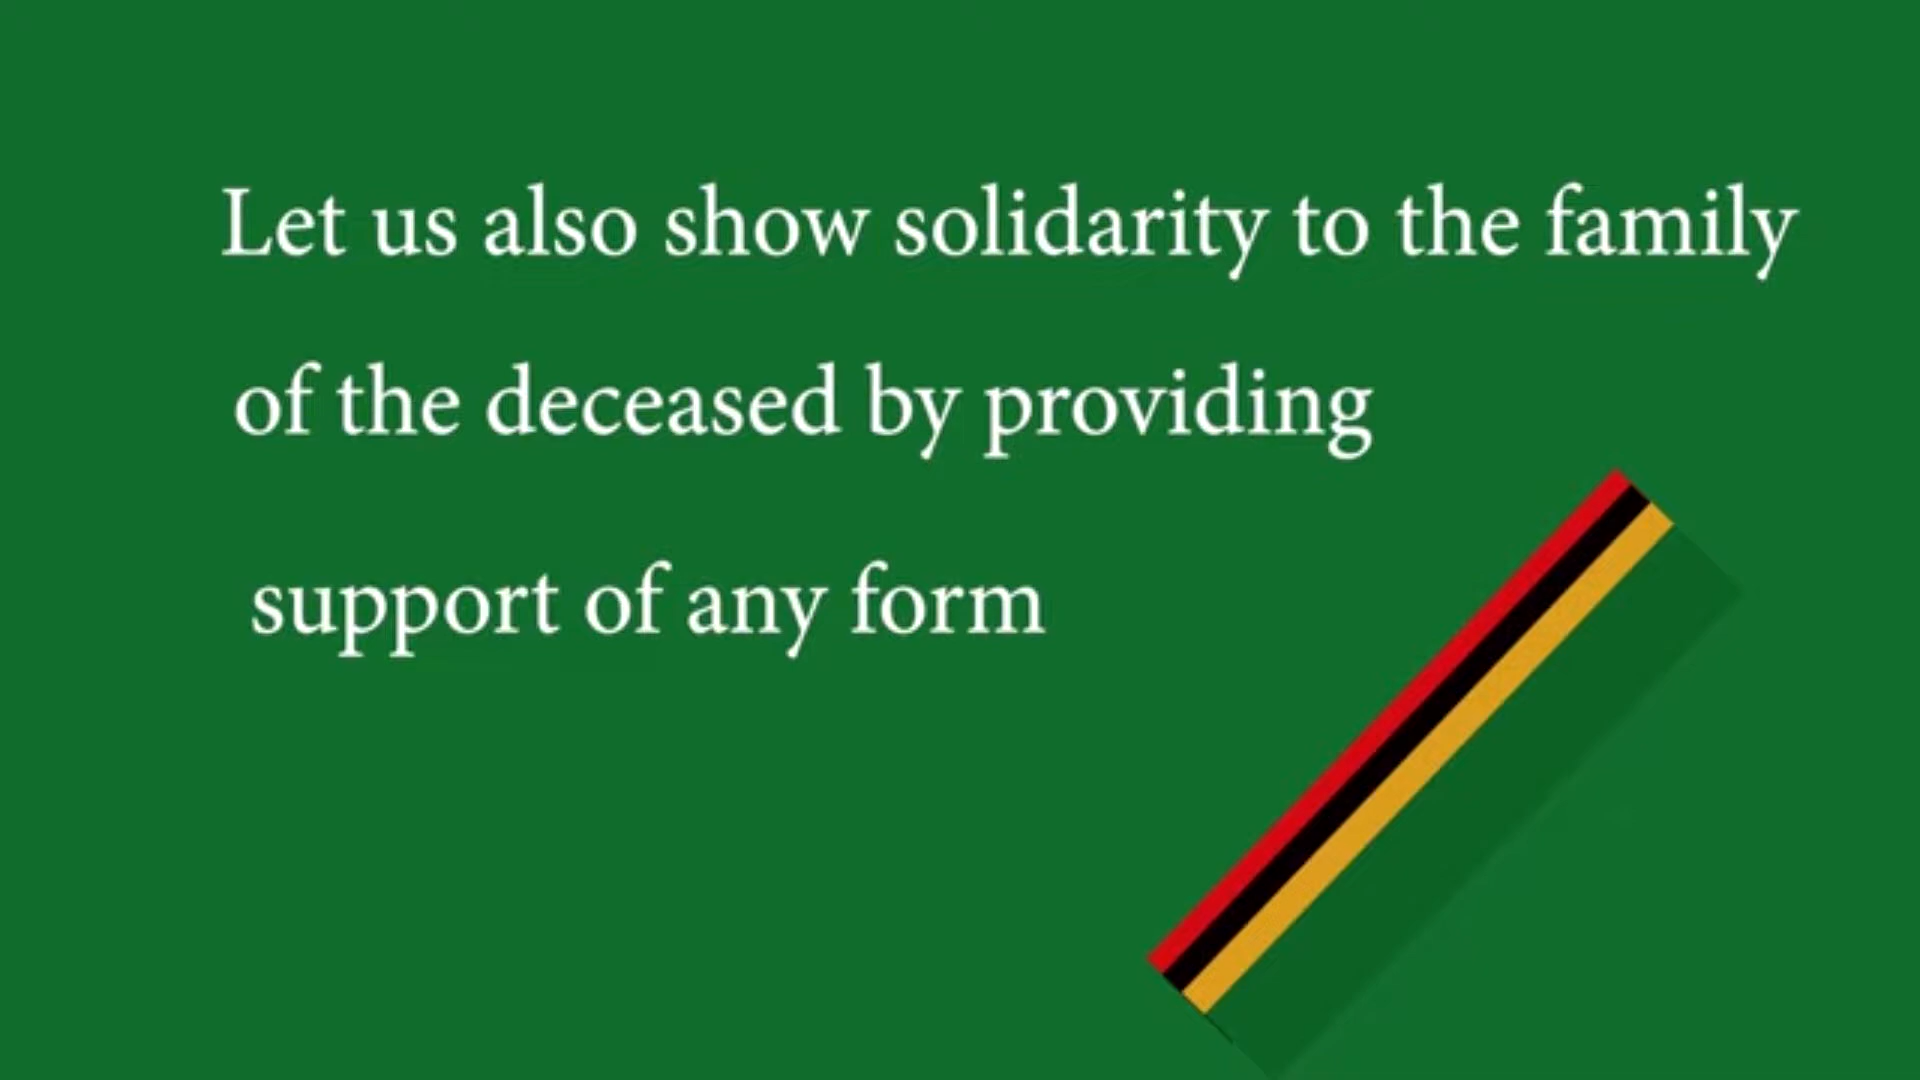 Let us also show solidarity to the family
of the deceased by providing
support of any form